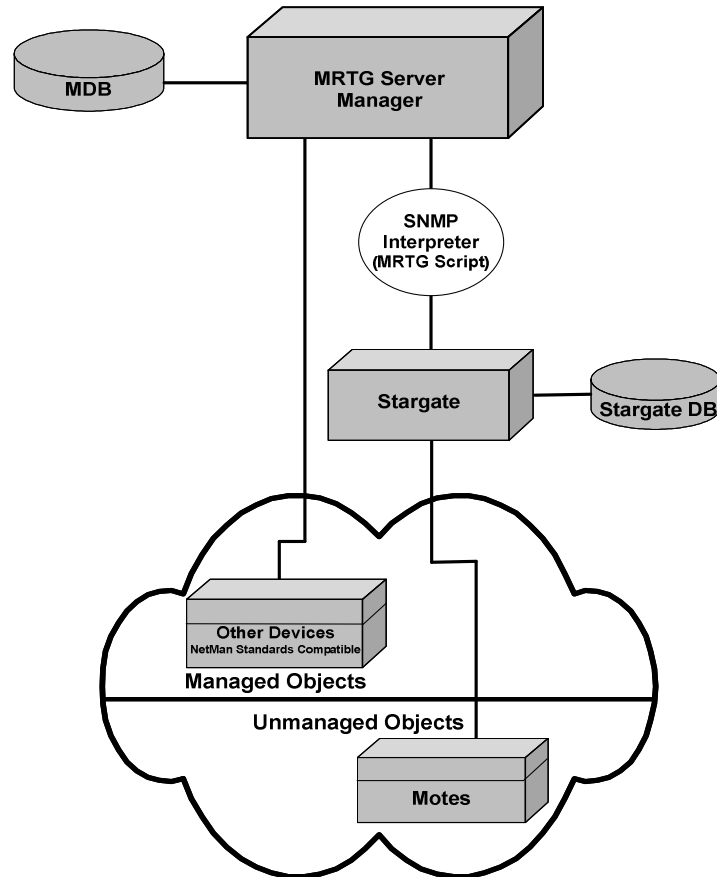 MDB
MRTG Server
Manager
SNMP
Interpreter
(MRTG Script)
Stargate
Stargate DB
Other Devices
NetMan Standards Compatible
Managed Objects
Unmanaged Objects
Motes